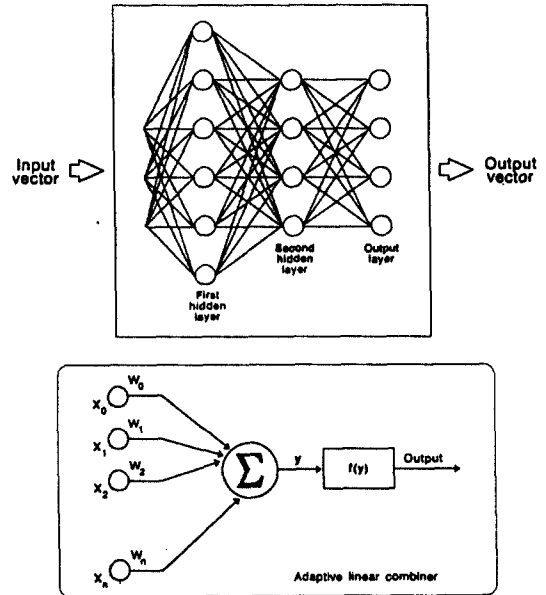 Input
vector
Output
vector
Second
hidden
layer
Output
layer
First
hidden
layer
X0 W0
X1 W1
X2 W2
Σ
y
f(y)
Output
Xn Wn
Adaptive linear combiner